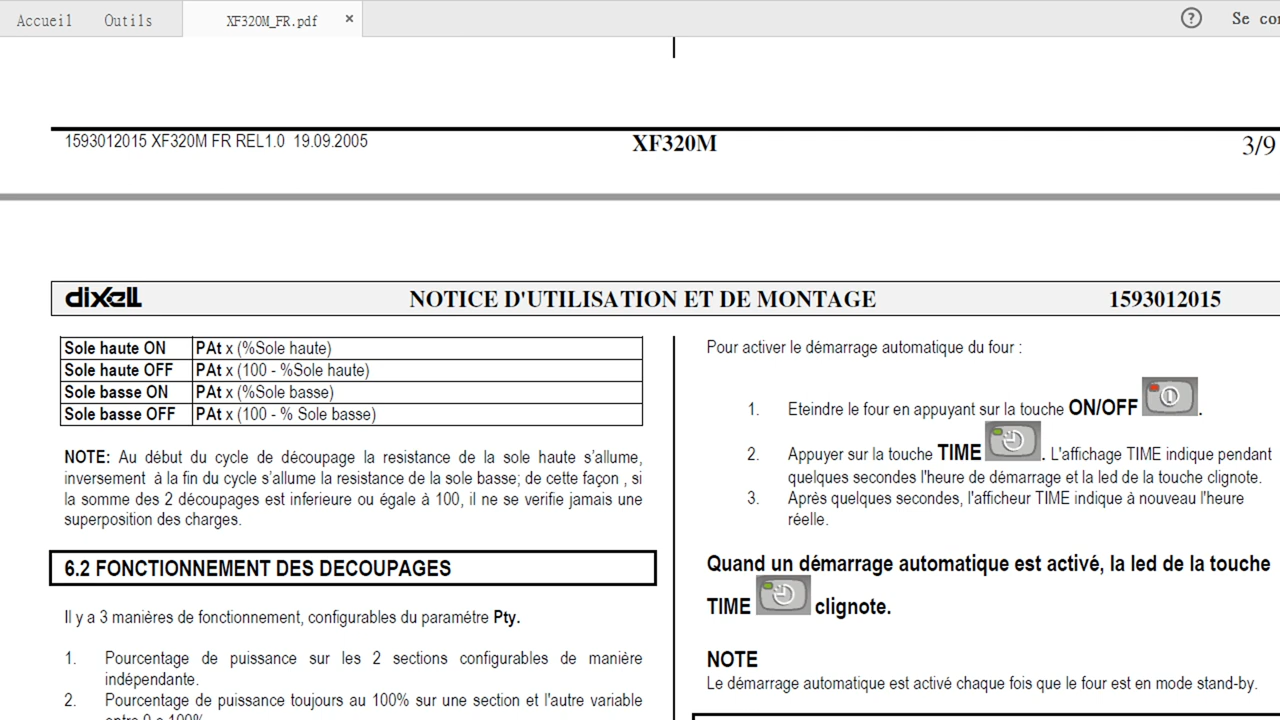 Accueil Outils XF320M_FR.pdf × ? Se co
1593012015 XF320M FR REL1.0 19.09.2005 XF320M 3/9
dixell NOTICE D'UTILISATION ET DE MONTAGE 1593012015
Sole haute ON PAt x (%Sole haute)
Sole haute OFF PAt x (100 - %Sole haute)
Sole basse ON PAt x (%Sole basse)
Sole basse OFF PAt x (100 - % Sole basse)
NOTE: Au début du cycle de découpage la resistance de la sole haute s'allume,
inversement à la fin du cycle s'allume la resistance de la sole basse; de cette façon , si
la somme des 2 découpages est inferieure ou égale à 100, il ne se verifie jamais une
superposition des charges.
6.2 FONCTIONNEMENT DES DECOUPAGES
Il y a 3 manières de fonctionnement, configurables du paramétre Pty.
1. Pourcentage de puissance sur les 2 sections configurables de manière
indépendante.
2. Pourcentage de puissance toujours au 100% sur une section et l'autre variable
entre 0 e 100%
Pour activer le démarrage automatique du four :
1. Eteindre le four en appuyant sur la touche ON/OFF .
2. Appuyer sur la touche TIME . L'affichage TIME indique pendant
quelques secondes l'heure de démarrage et la led de la touche clignote.
3. Après quelques secondes, l'afficheur TIME indique à nouveau l'heure
réelle.
Quand un démarrage automatique est activé, la led de la touche
TIME clignote.
NOTE
Le démarrage automatique est activé chaque fois que le four est en mode stand-by.